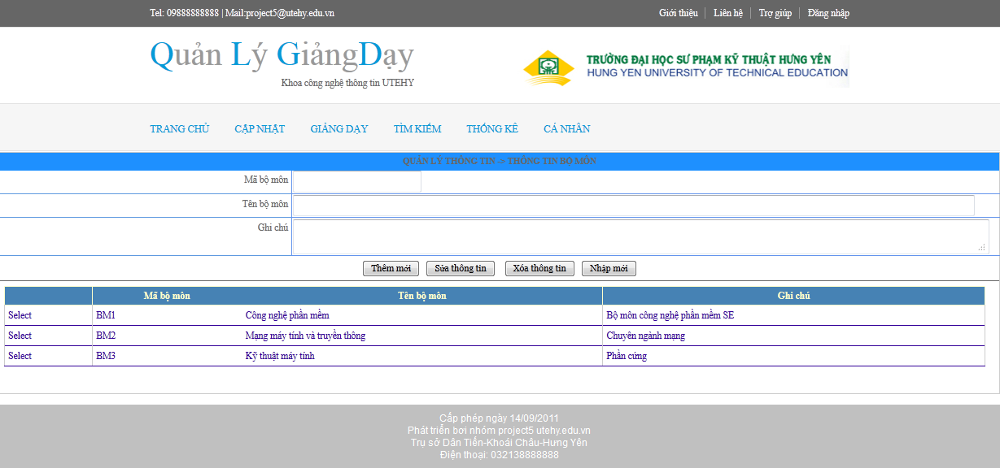 Tel: 09888888888 | Mail:project5@utehy.edu.vn
Giới thiệu | Liên hệ | Trợ giúp | Đăng nhập
Quản Lý GiảngDạy
Khoa công nghệ thông tin UTEHY
TRƯỜNG ĐẠI HỌC SƯ PHẠM KỸ THUẬT HƯNG YÊN
HUNG YEN UNIVERSITY OF TECHNICAL EDUCATION
TRANG CHỦ CẬP NHẬT GIẢNG DẠY TÌM KIẾM THỐNG KÊ CÁ NHÂN
QUẢN LÝ THÔNG TIN -> THÔNG TIN BỘ MÔN
Mã bộ môn
Tên bộ môn
Ghi chú
Thêm mới Sửa thông tin Xóa thông tin Nhập mới
Mã bộ môn Tên bộ môn Ghi chú
Select BM1 Công nghệ phần mềm Bộ môn công nghệ phần mềm SE
Select BM2 Mạng máy tính và truyền thông Chuyên ngành mạng
Select BM3 Kỹ thuật máy tính Phần cứng
Cấp phép ngày 14/09/2011
Phát triển bơi nhóm project5 utehy.edu.vn
Trụ sở Dân Tiến-Khoái Châu-Hưng Yên
Điện thoại: 032138888888